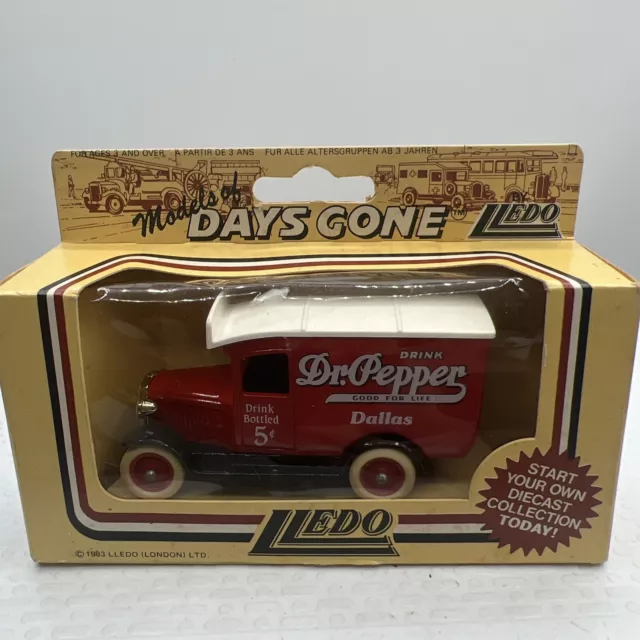 FOR AGES 3 AND OVER A PARTIR DE 3 ANS FUR ALLE ALTERSGRUPPEN AB 3 JAHREN
Models of
DAYS GONE™
LLEDO
DRINK
Dr.Pepper
GOOD FOR LIFE
Dallas
Drink
Bottled
5¢
START
YOUR OWN
DIECAST
COLLECTION
TODAY!
LLEDO
© 1983 LLEDO (LONDON) LTD.